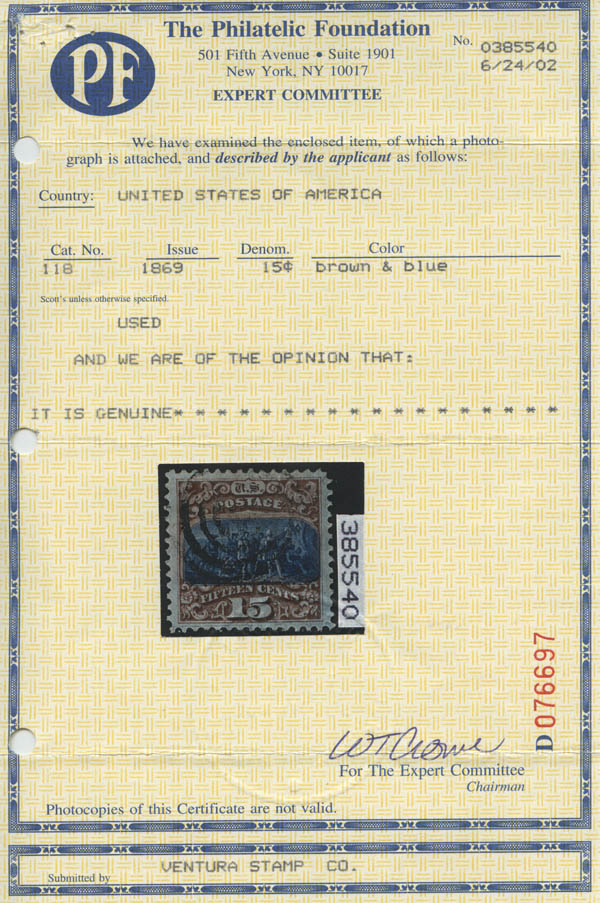 PF
The Philatelic Foundation
501 Fifth Avenue • Suite 1901
New York, NY 10017
EXPERT COMMITTEE
No. 0385540
6/24/02
We have examined the enclosed item, of which a photo-
graph is attached, and described by the applicant as follows:
Country: UNITED STATES OF AMERICA
Cat. No. Issue Denom. Color
118 1869 15¢ brown & blue
Scott's unless otherwise specified.
USED
AND WE ARE OF THE OPINION THAT:
IT IS GENUINE* * * * * * * * * * * * * * * * * *
U.S.
POSTAGE
FIFTEEN CENTS
15
385540
D076697
WTCrowe
For The Expert Committee
Chairman
Photocopies of this Certificate are not valid.
Submitted by VENTURA STAMP CO.